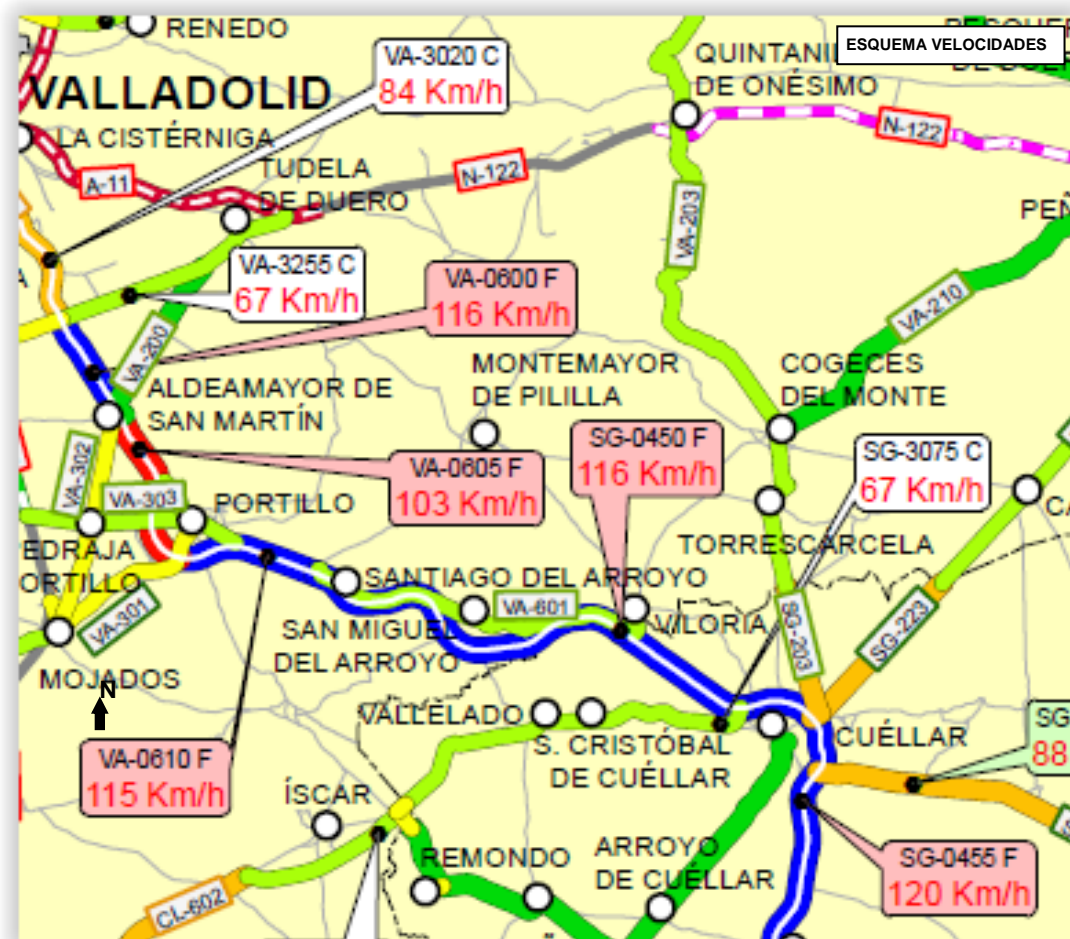 RENEDO
ESQUEMA VELOCIDADES
VA-3020 C
84 Km/h
QUINTANI
DE ONÉSIMO
VALLADOLID
LA CISTÉRNIGA
N-122
TUDELA
DE DUERO
A-11
N-122
VA-203
PEÑ
VA-3255 C
67 Km/h
VA-0600 F
116 Km/h
VA-210
VA-200
MONTEMAYOR
DE PILILLA
COGECES
DEL MONTE
ALDEAMAYOR DE
SAN MARTÍN
SG-0450 F
116 Km/h
SG-3075 C
67 Km/h
VA-302
VA-0605 F
103 Km/h
VA-303
PORTILLO
CA
EDRAJA
ORTILLO
TORRESCÁRCELA
SANTIAGO DEL ARROYO
VA-601
VA-301
SAN MIGUEL
DEL ARROYO
VILORIA
SG-203
SG-223
MOJADOS
N
VALLELADO
S. CRISTÓBAL
DE CUÉLLAR
CUÉLLAR
SG
88
VA-0610 F
115 Km/h
ÍSCAR
REMONDO
ARROYO
DE CUÉLLAR
SG-0455 F
120 Km/h
CL-602